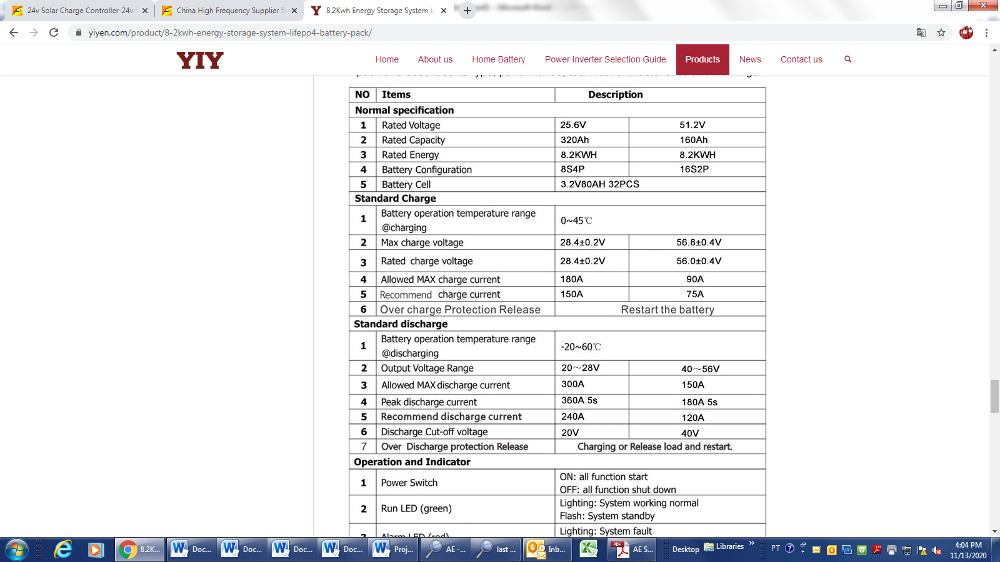 24v Solar Charge Controller-24v
China High Frequency Supplier 5
8.2Kwh Energy Storage System Li
yiyen.com/product/8-2kwh-energy-storage-system-lifepo4-battery-pack/
YIY
Home About us Home Battery Power Inverter Selection Guide Products News Contact us
NO Items Description
Normal specification
1 Rated Voltage 25.6V 51.2V
2 Rated Capacity 320Ah 160Ah
3 Rated Energy 8.2KWH 8.2KWH
4 Battery Configuration 8S4P 16S2P
5 Battery Cell 3.2V80AH 32PCS
Standard Charge
1 Battery operation temperature range @charging 0~45℃
2 Max charge voltage 28.4±0.2V 56.8±0.4V
3 Rated charge voltage 28.4±0.2V 56.0±0.4V
4 Allowed MAX charge current 180A 90A
5 Recommend charge current 150A 75A
6 Over charge Protection Release Restart the battery
Standard discharge
1 Battery operation temperature range @discharging -20~60℃
2 Output Voltage Range 20～28V 40～56V
3 Allowed MAX discharge current 300A 150A
4 Peak discharge current 360A 5s 180A 5s
5 Recommend discharge current 240A 120A
6 Discharge Cut-off voltage 20V 40V
7 Over Discharge protection Release Charging or Release load and restart.
Operation and Indicator
1 Power Switch ON: all function start
OFF: all function shut down
2 Run LED (green) Lighting: System working normal
Flash: System standby
Alarm LED (red) Lighting: System fault
8.2K... Doc... Doc... Doc... Doc... Proj... AE -... last ... Inb... AE S... Desktop Libraries » PT
4:04 PM
11/13/2020